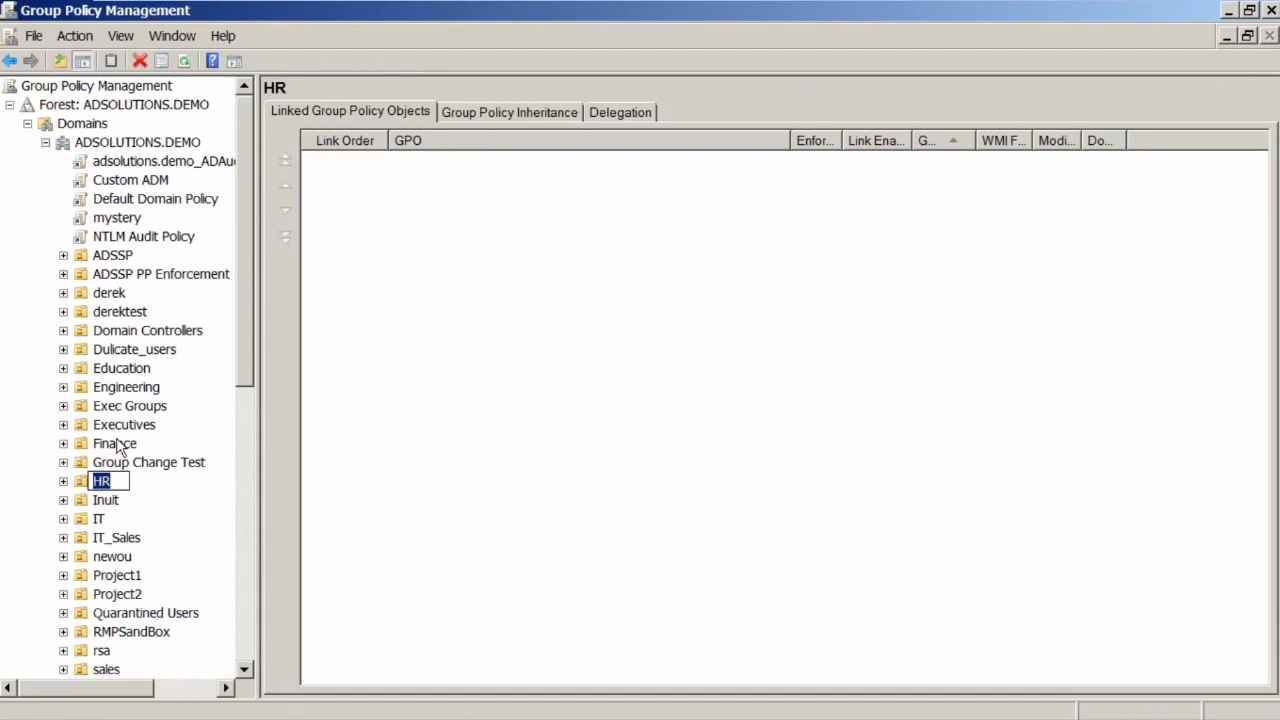 Group Policy Management
File Action View Window Help
Group Policy Management
Forest: ADSOLUTIONS.DEMO
Domains
ADSOLUTIONS.DEMO
adsolutions.demo_ADAu
Custom ADM
Default Domain Policy
mystery
NTLM Audit Policy
ADSSP
ADSSP PP Enforcement
derek
derektest
Domain Controllers
Dulicate_users
Education
Engineering
Exec Groups
Executives
Finance
Group Change Test
HR
Inuit
IT
IT_Sales
newou
Project1
Project2
Quarantined Users
RMPSandBox
rsa
sales
HR
Linked Group Policy Objects Group Policy Inheritance Delegation
Link Order GPO Enfor... Link Ena... G... WMI F... Modi... Do...